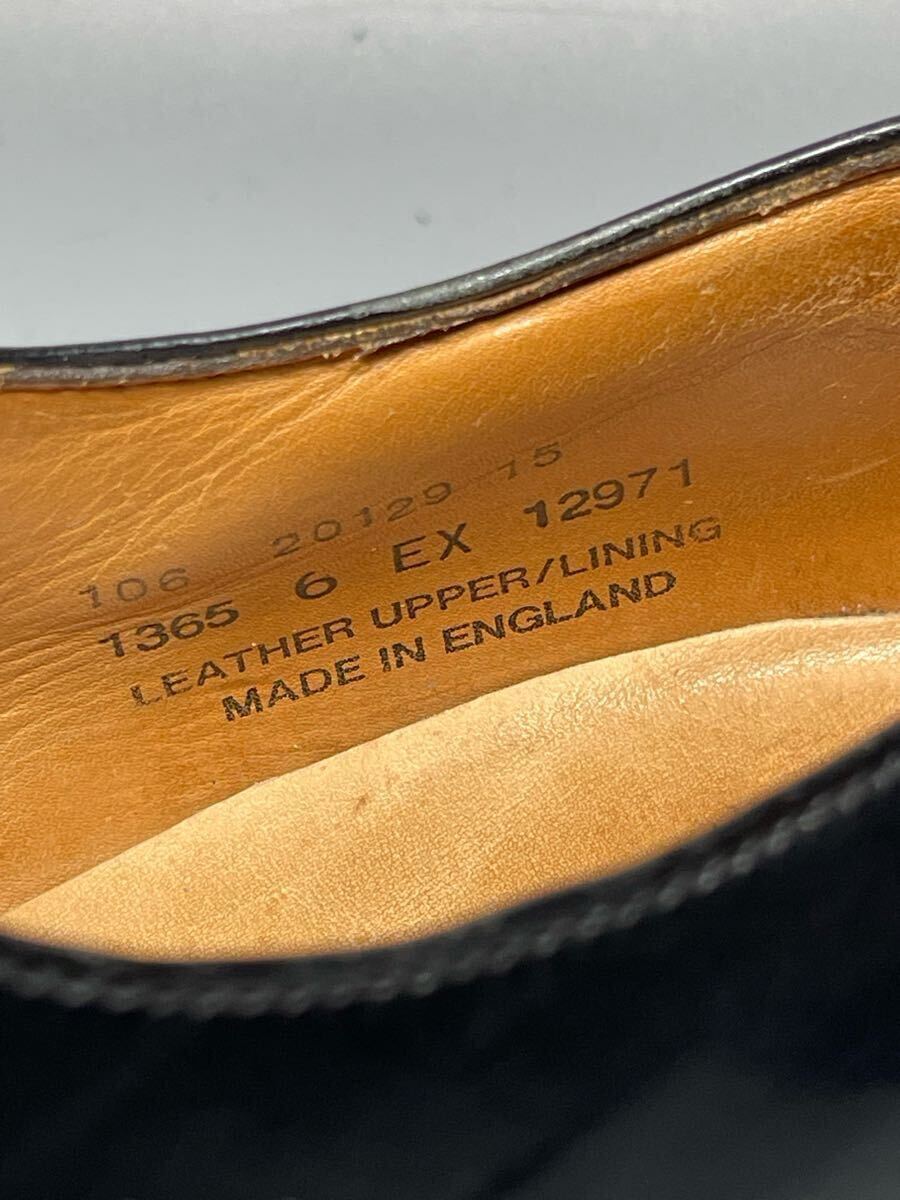 106 20129 15
1365 6 EX 12971
LEATHER UPPER/LINING
MADE IN ENGLAND